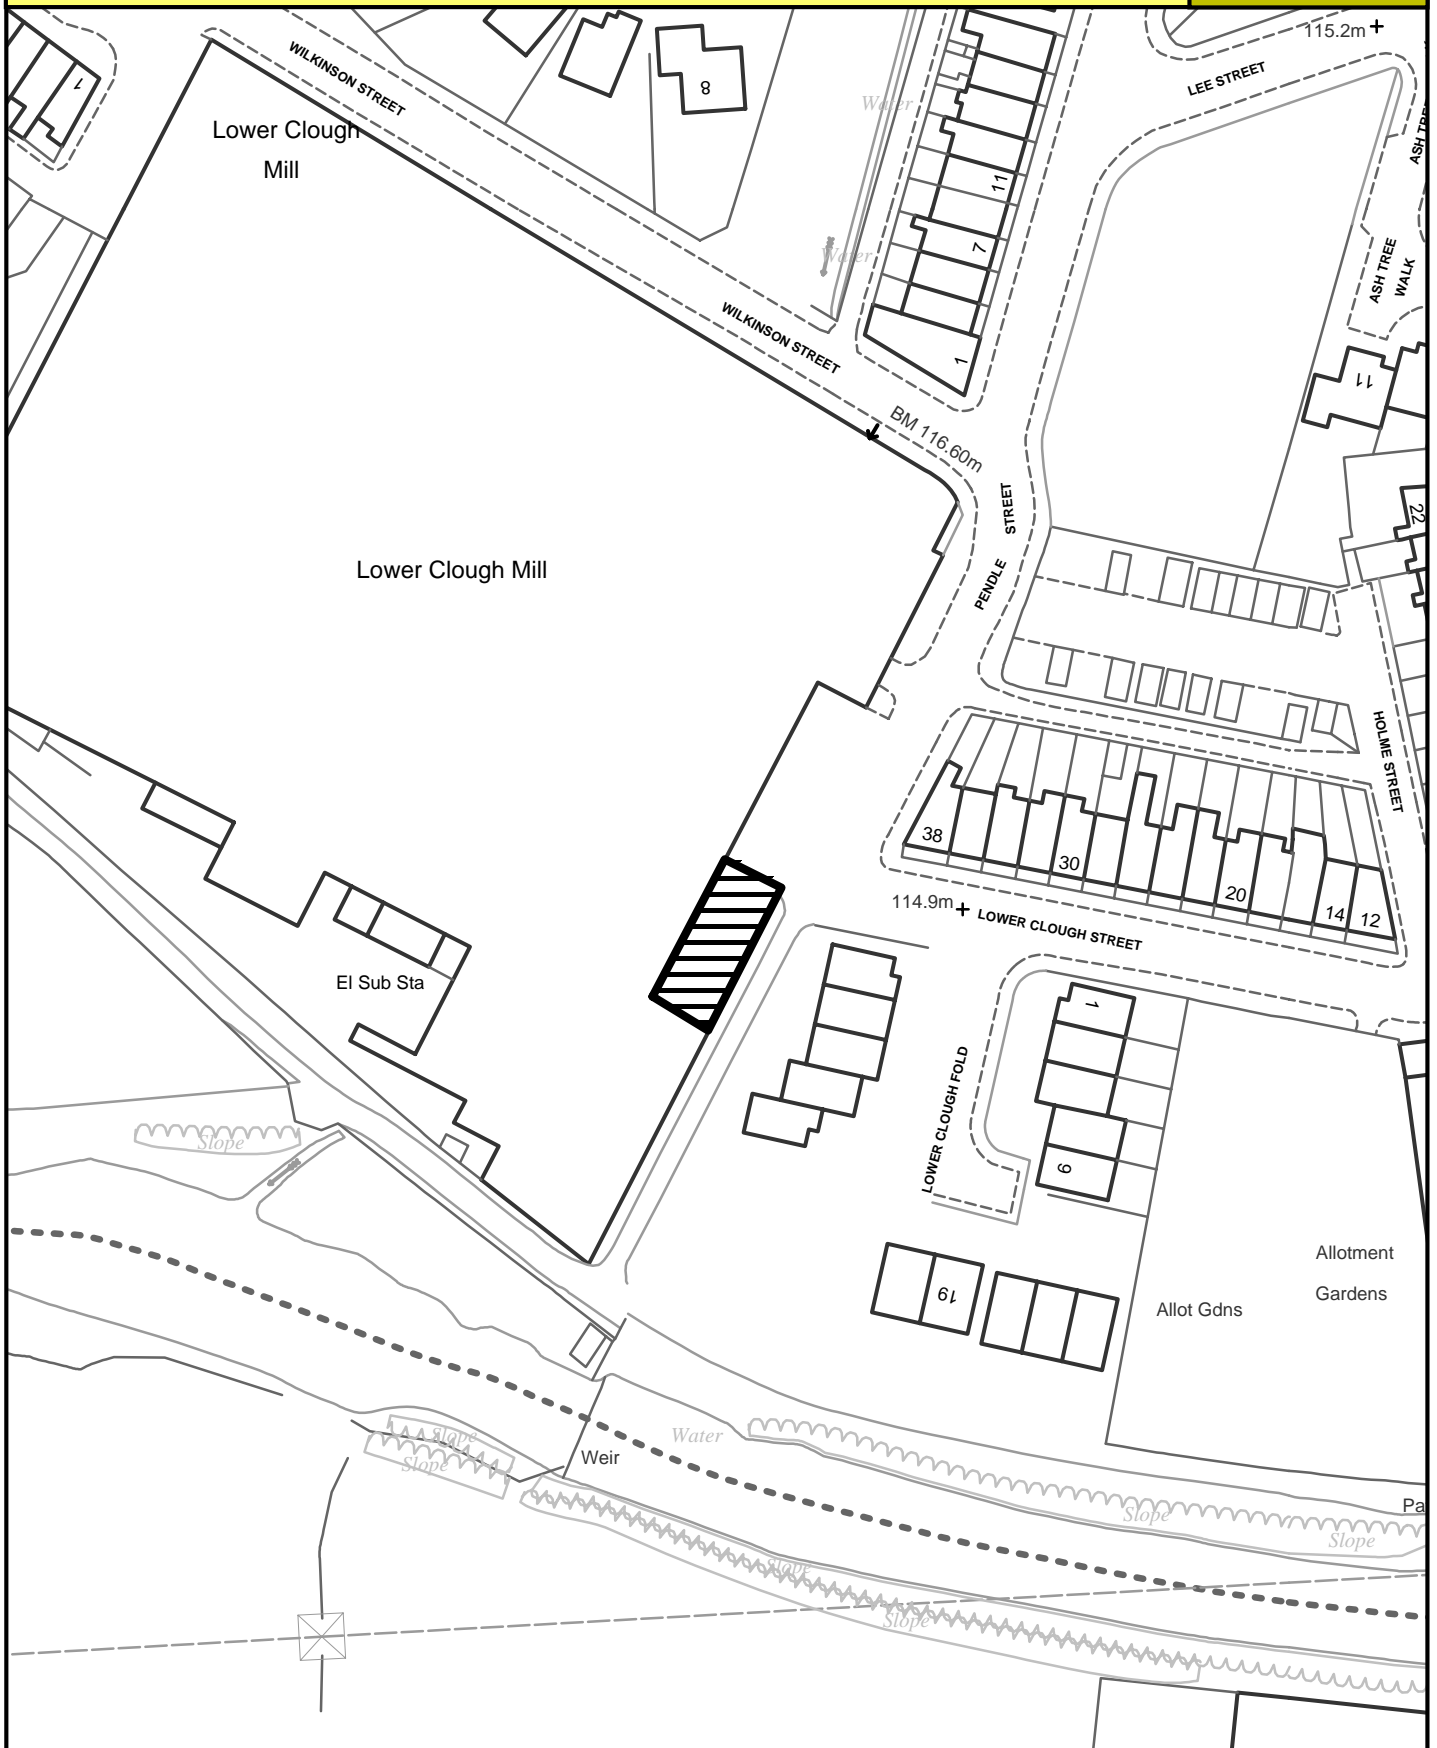 115.2m
WILKINSON STREET
1
8
Water
LEE STREET
Lower Clough
Mill
11
7
Water
ASH TREE
WALK
WILKINSON STREET
1
11
BM 116.60m
22
PENDLE STREET
Lower Clough Mill
HOLME STREET
38
30
20
14
12
114.9m
LOWER CLOUGH STREET
El Sub Sta
1
LOWER CLOUGH FOLD
Slope
9
Allotment
Gardens
Allot Gdns
19
Water
Slope
Slope
Weir
Pa
Slope
Slope
Slope
Slope